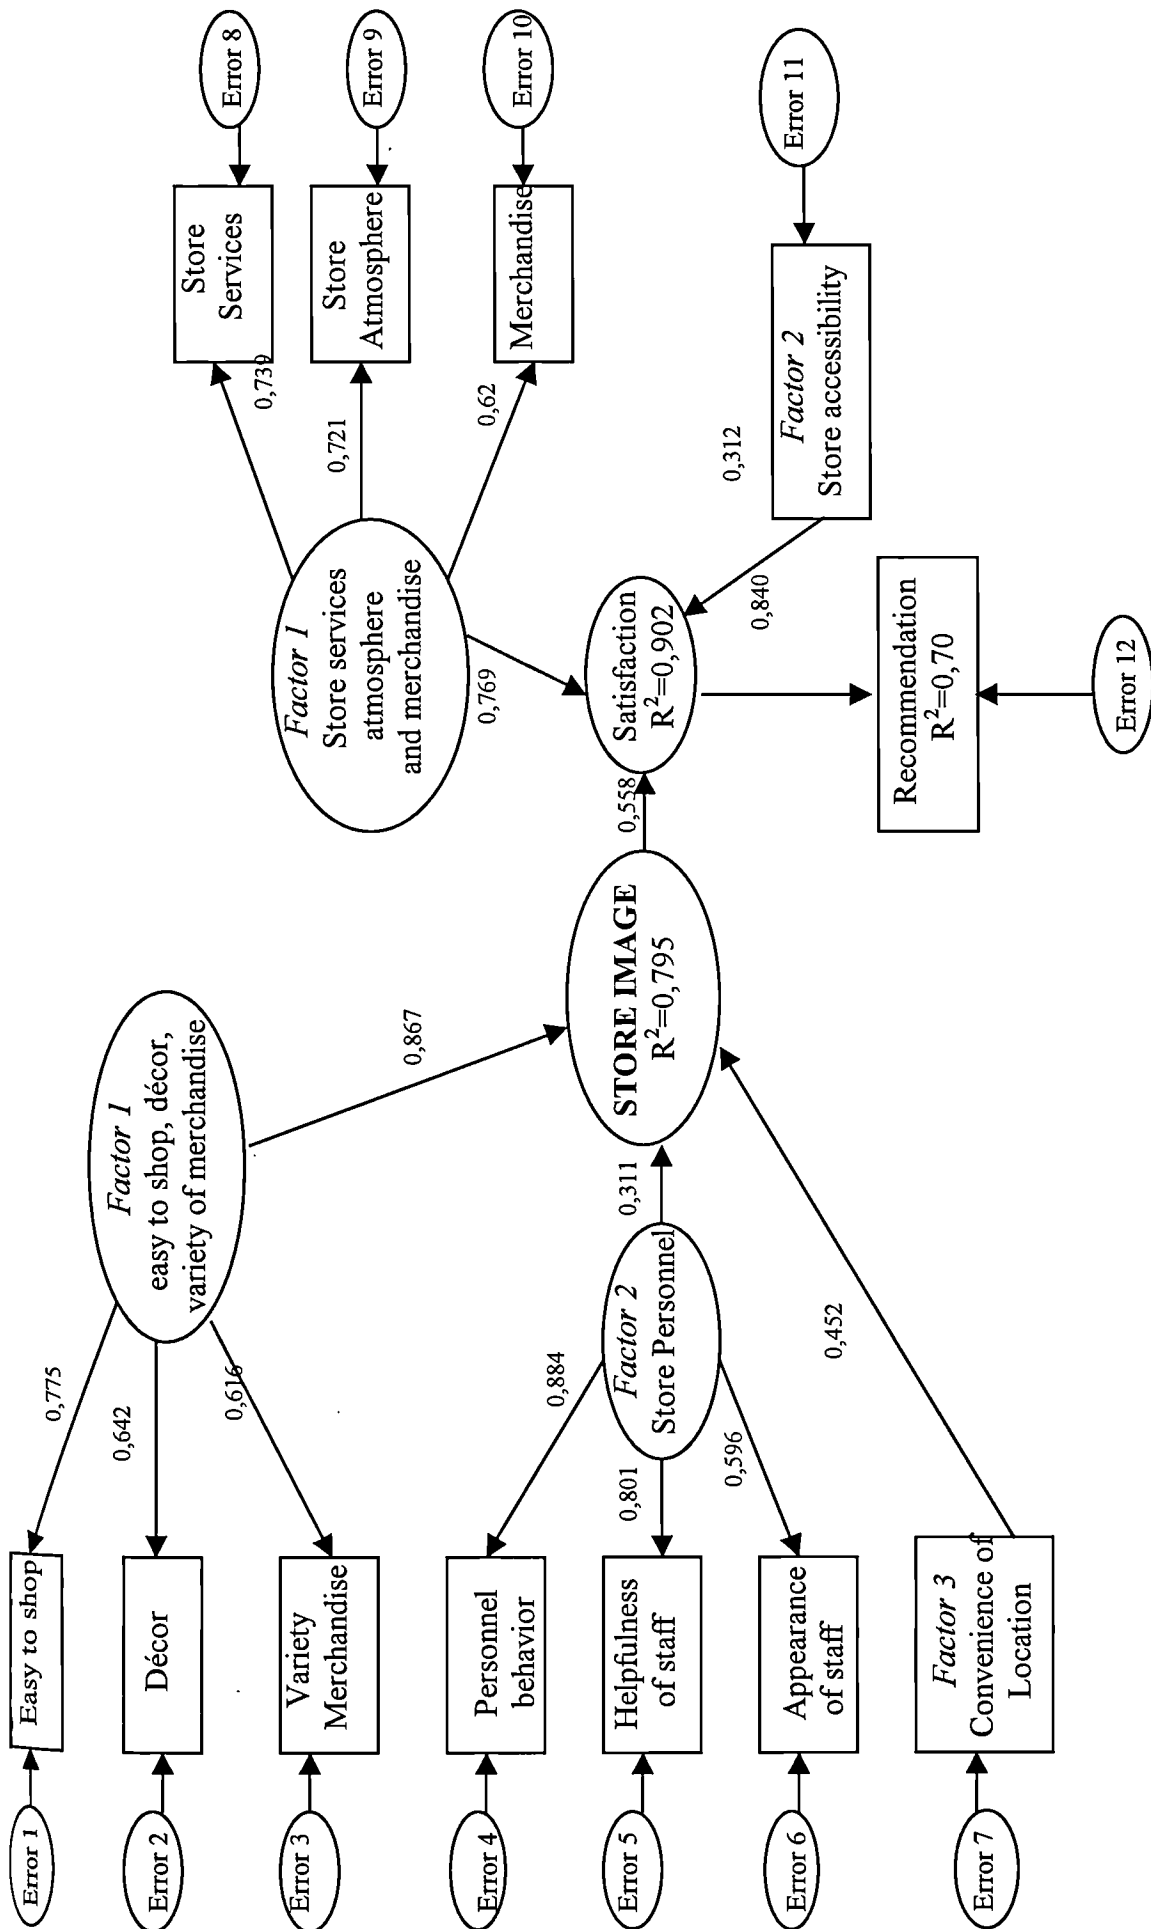 Error 1
Easy to shop
0,775
Error 2
Décor
0,642
Error 3
Variety
Merchandise
0,616
Factor 1
easy to shop, décor,
variety of merchandise
0,867
Error 4
Personnel
behavior
0,884
Error 5
Helpfulness
of staff
0,801
Error 6
Appearance
of staff
0,596
Factor 2
Store Personnel
0,311
Error 7
Factor 3
Convenience of
Location
0,452
STORE IMAGE
R²=0,795
0,558
Factor 1
Store services
atmosphere
and merchandise
0,769
0,739
Store
Services
Error 8
0,721
Store
Atmosphere
Error 9
0,62
Merchandise
Error 10
Satisfaction
R²=0,902
0,840
0,312
Factor 2
Store accessibility
Error 11
Recommendation
R²=0,70
Error 12